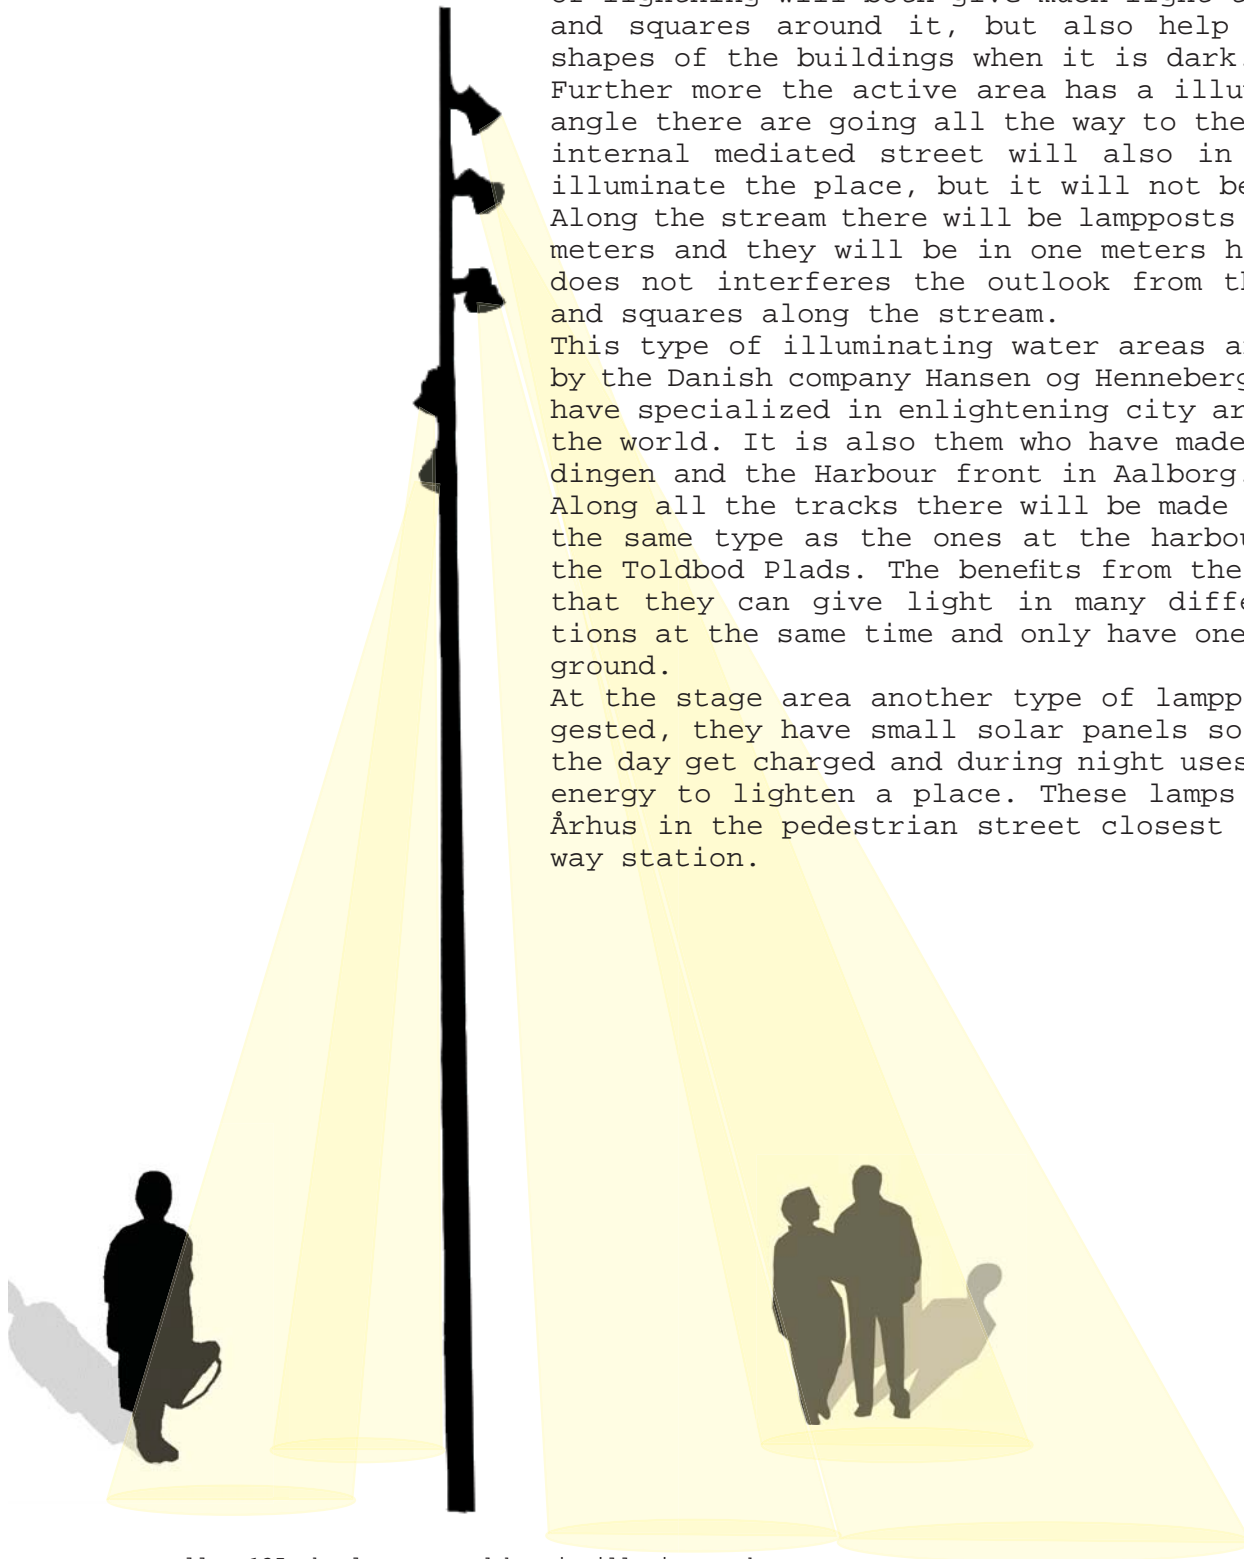 and squares around it, but also help
shapes of the buildings when it is dark.
Further more the active area has a
angle there are going all the way to the
internal mediated street will also in
illuminate the place, but it will not be
Along the stream there will be lampposts
meters and they will be in one meters
does not interferes the outlook from
and squares along the stream.
This type of illuminating water areas
by the Danish company Hansen og Henneberg
have specialized in enlightening city
the world. It is also them who have made
dingen and the Harbour front in Aalborg.
Along all the tracks there will be made
the same type as the ones at the
the Toldbod Plads. The benefits from
that they can give light in many
tions at the same time and only have one
ground.
At the stage area another type of
gested, they have small solar panels so
the day get charged and during night uses
energy to lighten a place. These lamps
Århus in the pedestrian street closest
way station.